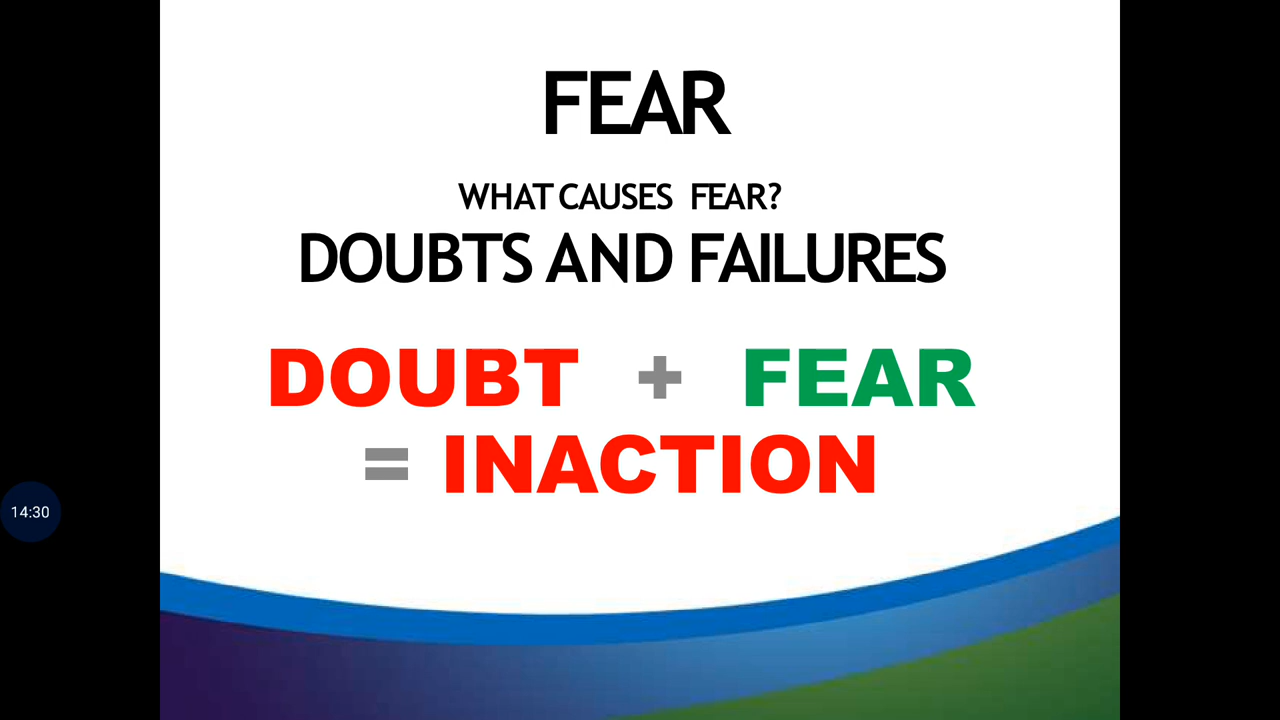 FEAR
WHAT CAUSES FEAR?
DOUBTS AND FAILURES
DOUBT + FEAR
= INACTION
14:30